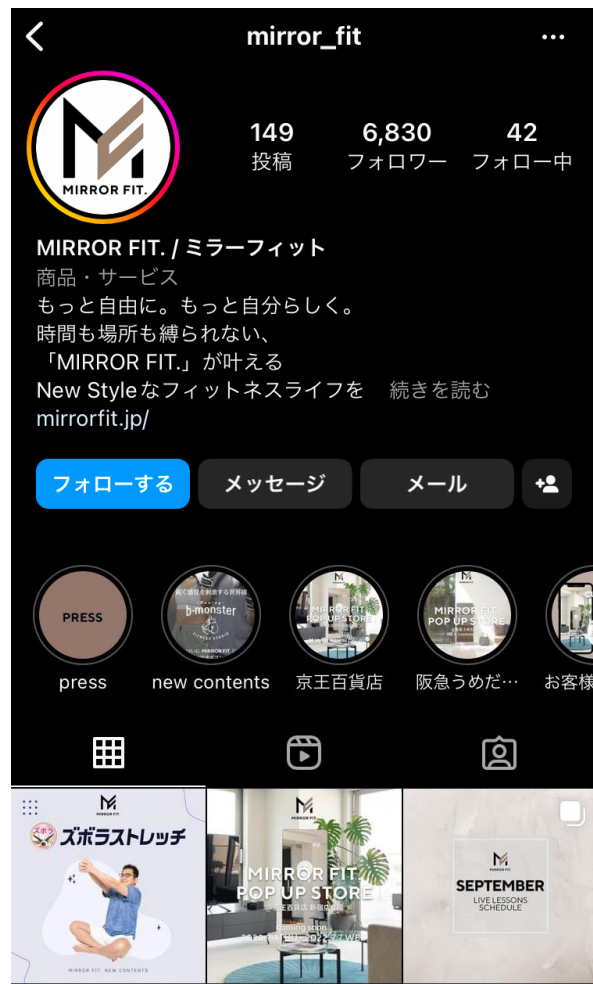 mirror_fit
MIRROR FIT.
149
投稿
6,830
フォロワー
42
フォロー中
MIRROR FIT. / ミラーフィット
商品・サービス
もっと自由に。もっと自分らしく。
時間も場所も縛られない、
「MIRROR FIT.」が叶える
New Styleなフィットネスライフを 続きを読む
mirrorfit.jp/
フォローする
メッセージ
メール
PRESS
b-monster
MIRROR FIT.
POP UP STORE
MIRROR FIT
POP UP STORE
press
new contents
京王百貨店
阪急うめだ…
お客様
MIRROR FIT.
ズボラ
ズボラストレッチ
MIRROR FIT. NEW CONTENTS
MIRROR FIT.
POP UP STORE
coming soon...
MIRROR FIT.
SEPTEMBER
LIVE LESSONS
SCHEDULE